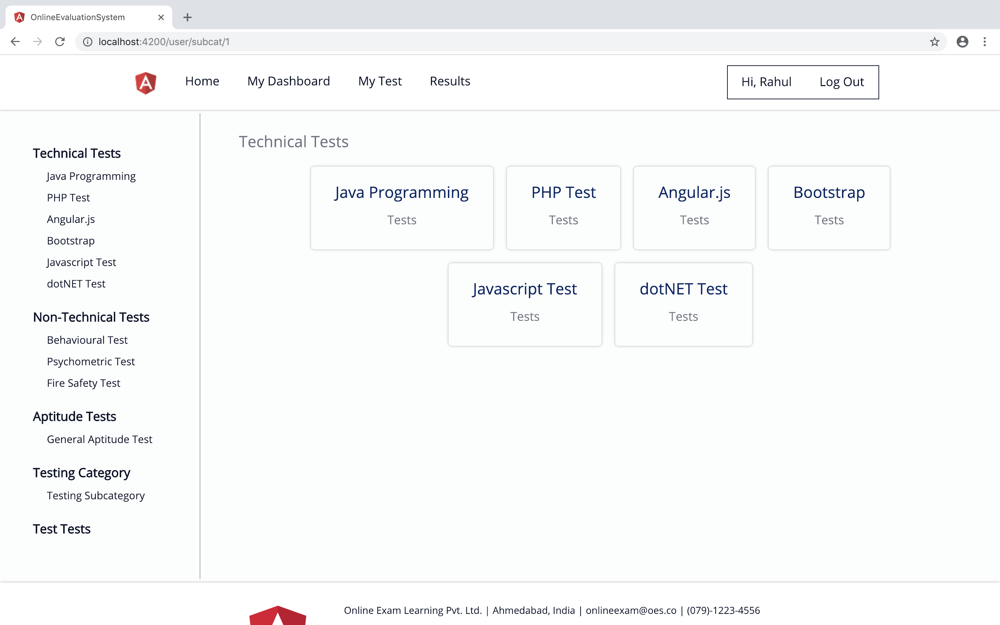 OnlineEvaluationSystem
localhost:4200/user/subcat/1
Home My Dashboard My Test Results Hi, Rahul Log Out
Technical Tests
Java Programming
PHP Test
Angular.js
Bootstrap
Javascript Test
dotNET Test
Non-Technical Tests
Behavioural Test
Psychometric Test
Fire Safety Test
Aptitude Tests
General Aptitude Test
Testing Category
Testing Subcategory
Test Tests
Technical Tests
Java Programming PHP Test Angular.js Bootstrap
Tests Tests Tests Tests
Javascript Test dotNET Test
Tests Tests
Online Exam Learning Pvt. Ltd. | Ahmedabad, India | onlineexam@oes.co | (079)-1223-4556